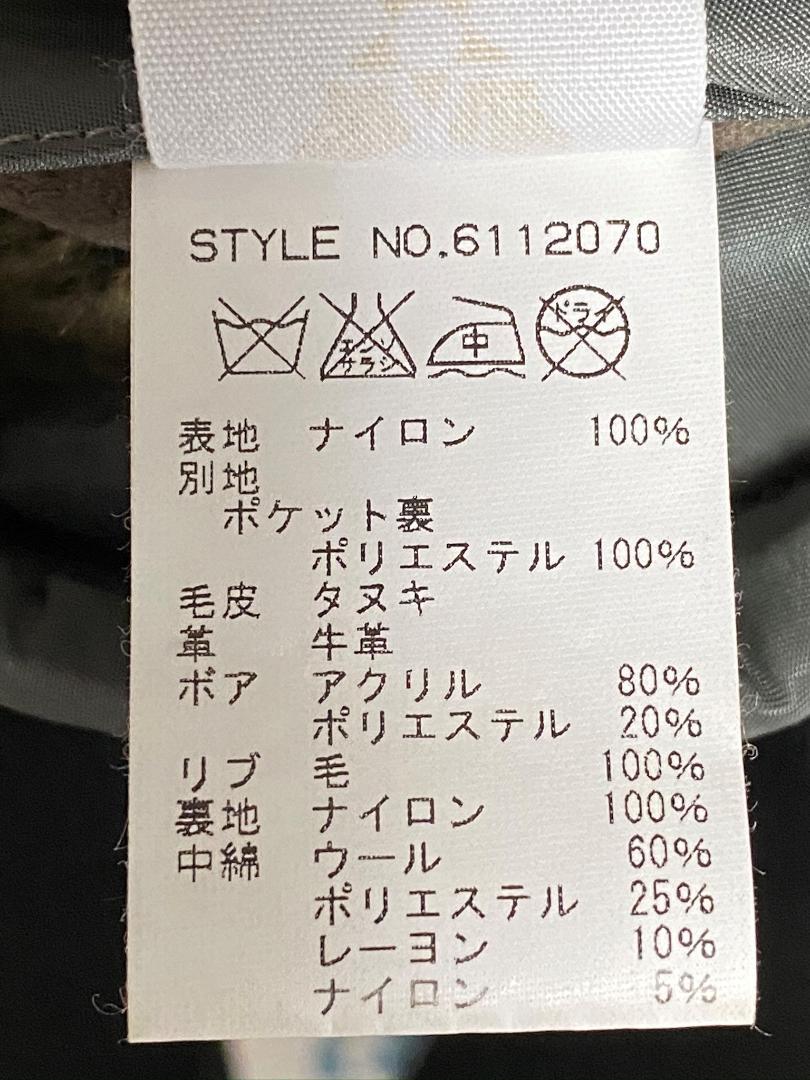 STYLE NO.6112070
エンソ
サラシ
中
ドライ
表地 ナイロン 100%
別地
ポケット裏
ポリエステル 100%
毛皮 タヌキ
革 牛革
ボア アクリル 80%
ポリエステル 20%
リブ 毛 100%
裏地 ナイロン 100%
中綿 ウール 60%
ポリエステル 25%
レーヨン 10%
ナイロン 5%